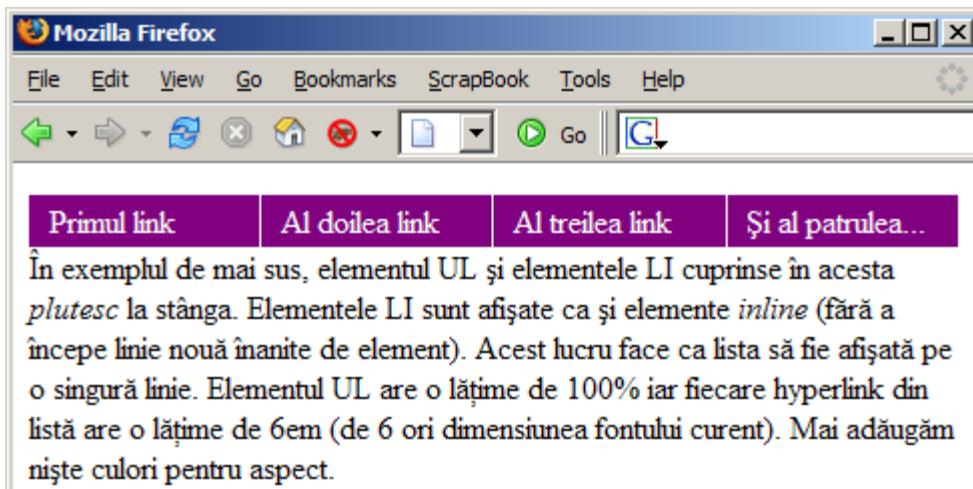 Mozilla Firefox
File Edit View Go Bookmarks ScrapBook Tools Help
Go G
Primul link Al doilea link Al treilea link Şi al patrulea...
În exemplul de mai sus, elementul UL şi elementele LI cuprinse în acesta
plutesc la stânga. Elementele LI sunt afişate ca şi elemente inline (fără a
începe linie nouă înanite de element). Acest lucru face ca lista să fie afişată pe
o singură linie. Elementul UL are o lăţime de 100% iar fiecare hyperlink din
listă are o lăţime de 6em (de 6 ori dimensiunea fontului curent). Mai adăugăm
nişte culori pentru aspect.